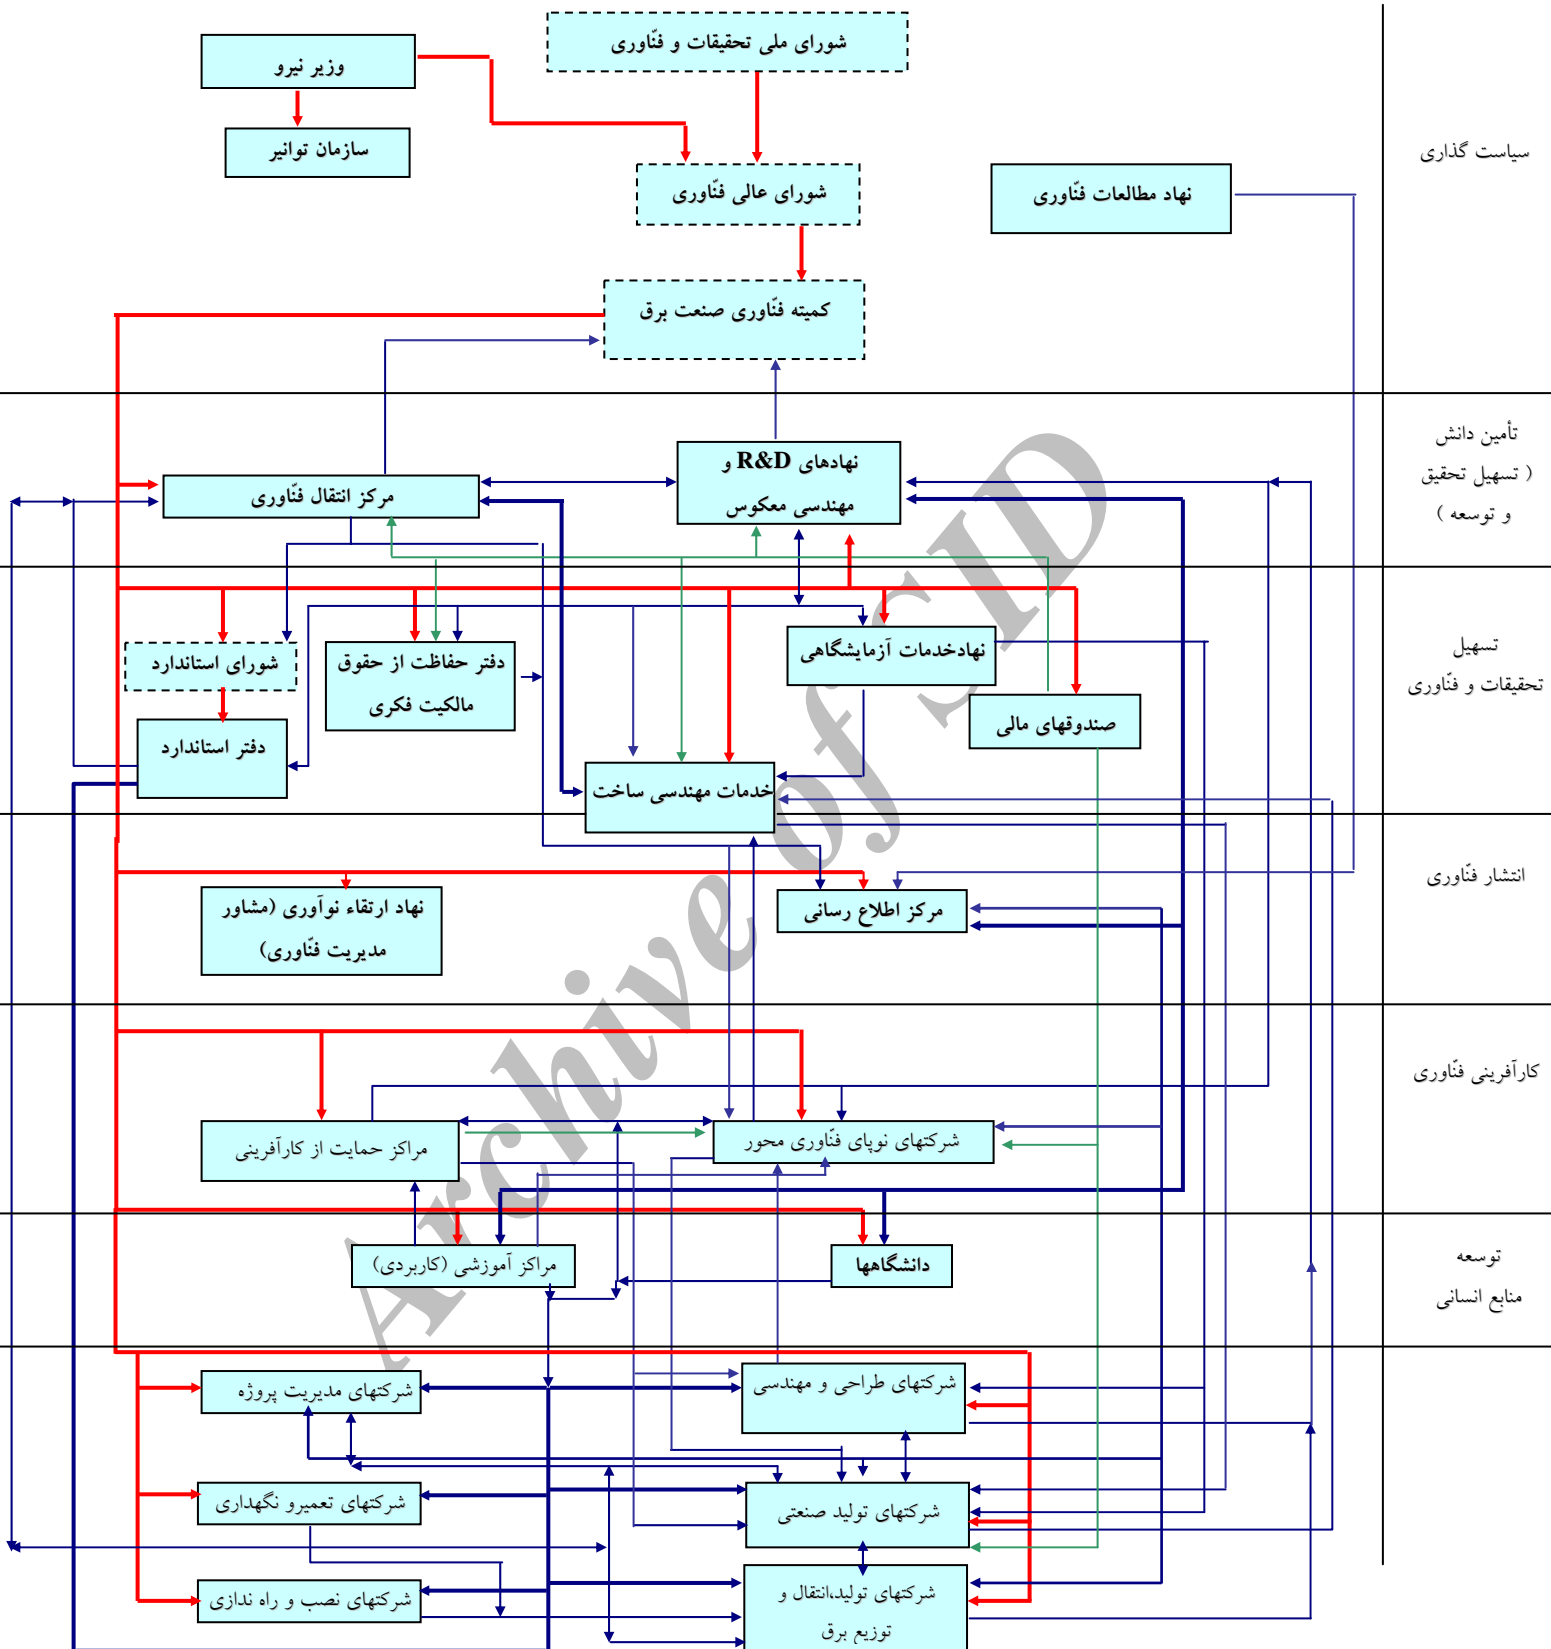 شورای ملی تحقیقات و فنّاوری
وزیر نیرو
سازمان توانیر
سیاست گذاری
شورای عالی فنّاوری
نهاد مطالعات فنّاوری
کمیته فنّاوری صنعت برق
تأمین دانش
( تسهیل تحقیق
و توسعه )
نهادهای R&D و
مهندسی معکوس
مرکز انتقال فنّاوری
تسهیل
تحقیقات و فنّاوری
نهادخدمات آزمایشگاهی
دفتر حفاظت از حقوق
مالکیت فکری
شورای استاندارد
صندوقهای مالی
دفتر استاندارد
خدمات مهندسی ساخت
انتشار فنّاوری
مرکز اطلاع رسانی
نهاد ارتقاء نوآوری (مشاور
مدیریت فنّاوری)
کارآفرینی فنّاوری
شرکتهای نوپای فنّاوری محور
مراکز حمایت از کارآفرینی
توسعه
منابع انسانی
دانشگاهها
مراکز آموزشی (کاربردی)
شرکتهای طراحی و مهندسی
شرکتهای مدیریت پروژه
شرکتهای تولید صنعتی
شرکتهای تعمیرو نگهداری
شرکتهای تولید،انتقال و
توزیع برق
شرکتهای نصب و راه ندازی
Archive of SID